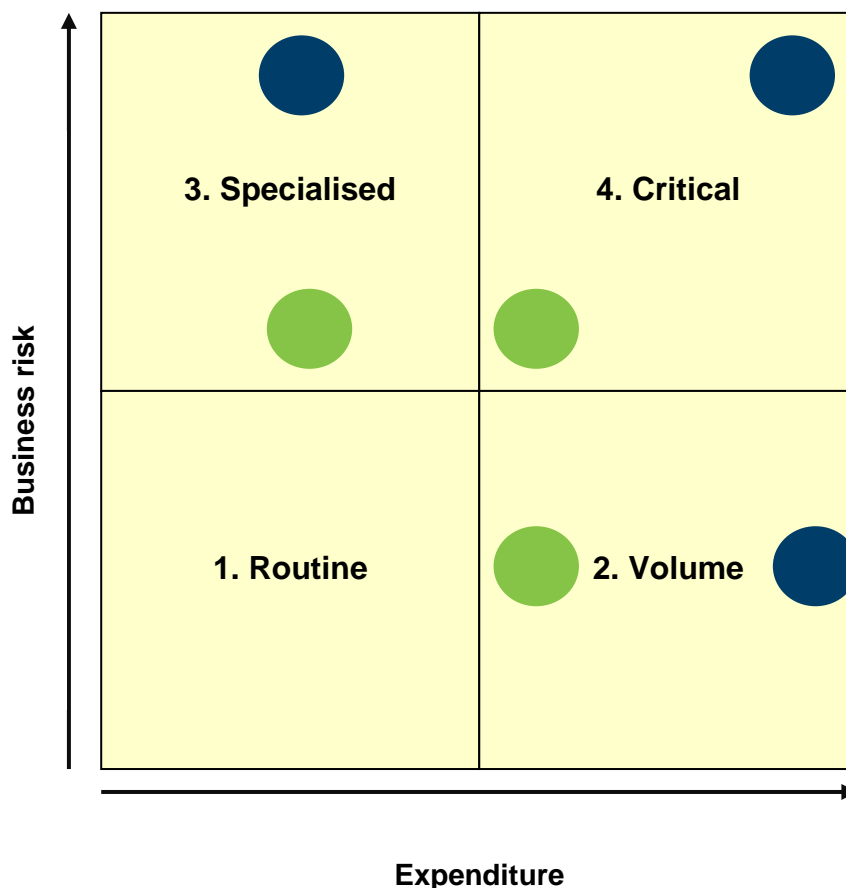 3. Specialised
4. Critical
Business risk
1. Routine
2. Volume
Expenditure